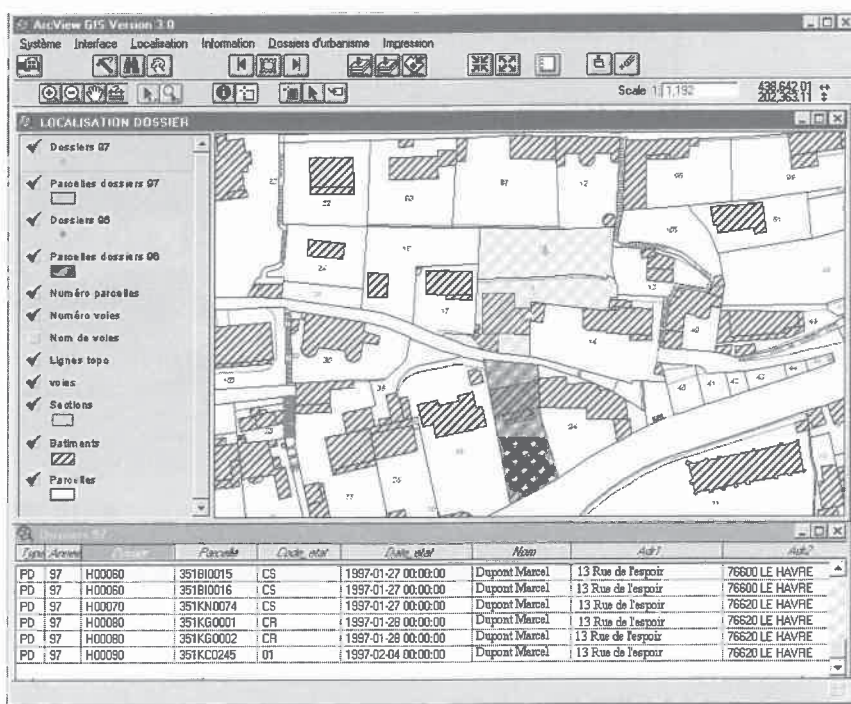 ArcView GIS Version 3.0
Système Interface Localisation Information Dossiers d'urbanisme Impression
Scale 1: 1,192
438,642.01
202,363.11
LOCALISATION DOSSIER
Dossiers 97
Parcelles dossiers 97
Dossiers 96
Parcelles dossiers 96
Numéro parcelles
Numéro voies
Nom de voies
Lignes topo
voies
Sections
Batiments
Parcelles
Type Annee Dossier Parcelle Code_etat Date_etat Nom Adr1 Adr2
PD 97 H00060 351BI0015 CS 1997-01-27 00:00:00 Dupont Marcel 13 Rue de l'espoir 76600 LE HAVRE
PD 97 H00060 351BI0016 CS 1997-01-27 00:00:00 Dupont Marcel 13 Rue de l'espoir 76600 LE HAVRE
PD 97 H00070 351KN0074 CS 1997-01-27 00:00:00 Dupont Marcel 13 Rue de l'espoir 76620 LE HAVRE
PD 97 H00080 351KG0001 CR 1997-01-28 00:00:00 Dupont Marcel 13 Rue de l'espoir 76620 LE HAVRE
PD 97 H00080 351KG0002 CR 1997-01-28 00:00:00 Dupont Marcel 13 Rue de l'espoir 76620 LE HAVRE
PD 97 H00090 351KC0245 01 1997-02-04 00:00:00 Dupont Marcel 13 Rue de l'espoir 76620 LE HAVRE